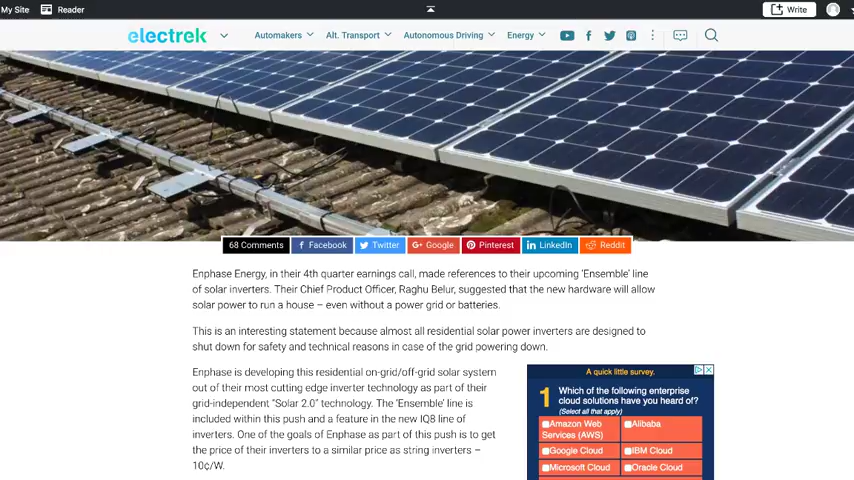 My Site Reader Write
electrek Automakers Alt. Transport Autonomous Driving Energy
68 Comments Facebook Twitter Google Pinterest LinkedIn Reddit
Enphase Energy, in their 4th quarter earnings call, made references to their upcoming 'Ensemble' line
of solar inverters. Their Chief Product Officer, Raghu Belur, suggested that the new hardware will allow
solar power to run a house – even without a power grid or batteries.
This is an interesting statement because almost all residential solar power inverters are designed to
shut down for safety and technical reasons in case of the grid powering down.
Enphase is developing this residential on-grid/off-grid solar system
out of their most cutting edge inverter technology as part of their
grid-independent "Solar 2.0" technology. The 'Ensemble' line is
included within this push and a feature in the new IQ8 line of
inverters. One of the goals of Enphase as part of this push is to get
the price of their inverters to a similar price as string inverters –
10¢/W.
A quick little survey.
1 Which of the following enterprise
cloud solutions have you heard of?
(Select all that apply)
Amazon Web
Services (AWS)
Alibaba
Google Cloud
IBM Cloud
Microsoft Cloud
Oracle Cloud